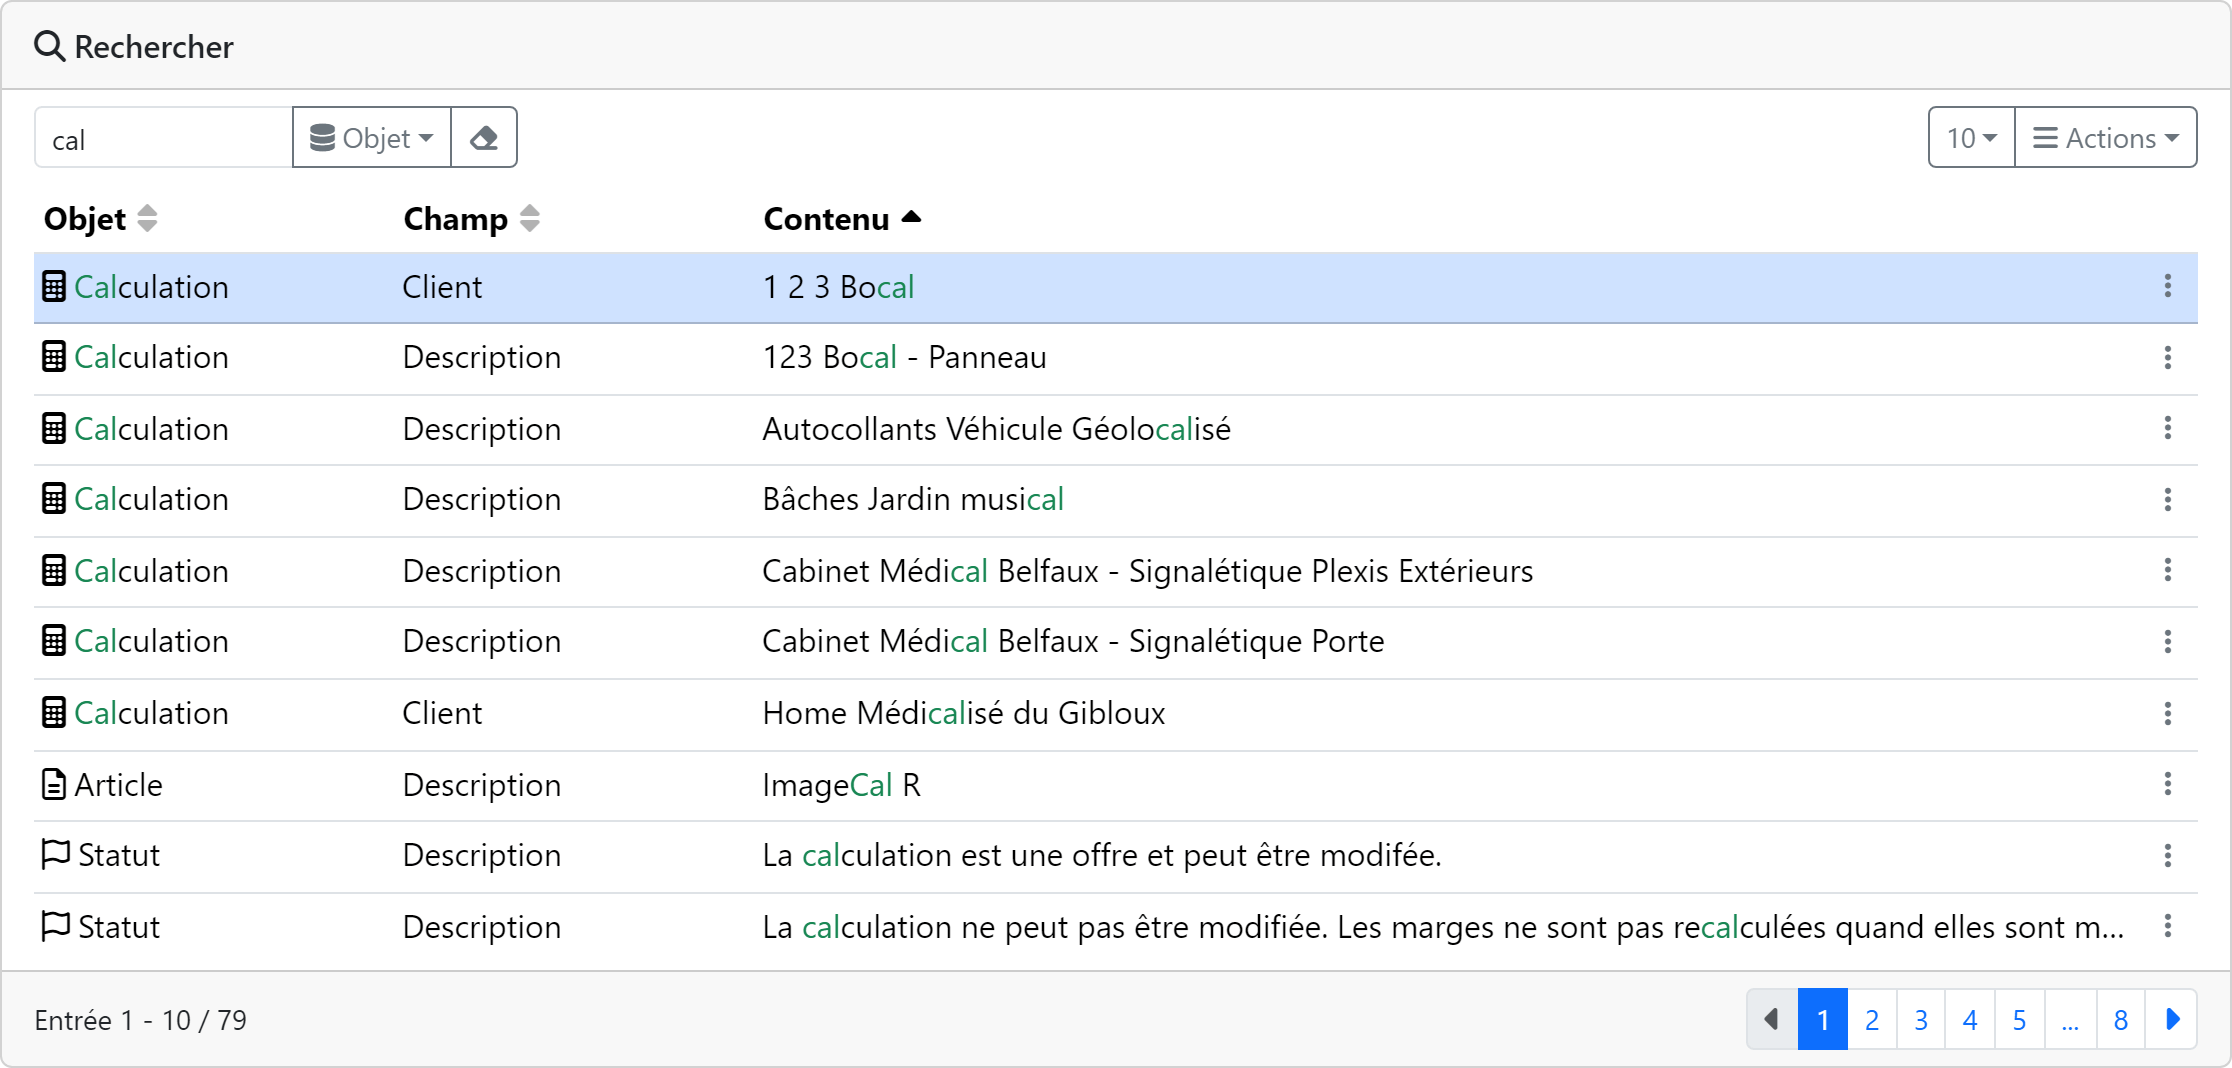 Rechercher
cal Objet 10 Actions
Objet Champ Contenu
Calculation Client 1 2 3 Bocal
Calculation Description 123 Bocal - Panneau
Calculation Description Autocollants Véhicule Géolocalisé
Calculation Description Bâches Jardin musical
Calculation Description Cabinet Médical Belfaux - Signalétique Plexis Extérieurs
Calculation Description Cabinet Médical Belfaux - Signalétique Porte
Calculation Client Home Médicalisé du Gibloux
Article Description ImageCal R
Statut Description La calculation est une offre et peut être modifée.
Statut Description La calculation ne peut pas être modifiée. Les marges ne sont pas recalculées quand elles sont m...
Entrée 1 - 10 / 79 1 2 3 4 5 ... 8